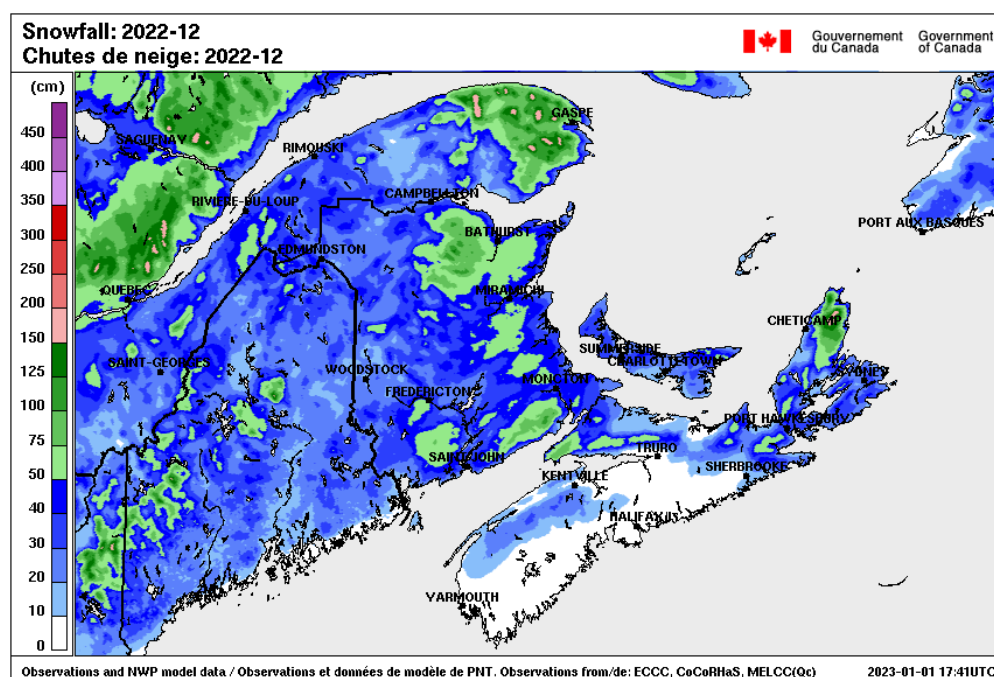 Snowfall: 2022-12
Chutes de neige: 2022-12
Gouvernement du Canada
Government of Canada
(cm)
450
400
350
300
250
200
150
125
100
75
50
40
30
20
10
0
SAGUENAY
GASPE
RIMOUSKI
CAMPBELLTON
RIVIERE-DU-LOUP
PORT AUX BASQUES
BATHURST
EDMUNDSTON
QUEBEC
MIRAMICHI
CHETICAMP
SUMMERSIDE
CHARLOTTETOWN
SAINT-GEORGES
WOODSTOCK
SYDNEY
FREDERICTON
MONCTON
PORT HAWKESBURY
SAINT JOHN
TRURO
SHERBROOKE
KENTVILLE
HALIFAX
YARMOUTH
Observations and NWP model data / Observations et données de modèle de PNT. Observations from/de: ECCC, CoCoRHaS, MELCC(Qc)
2023-01-01 17:41UTC